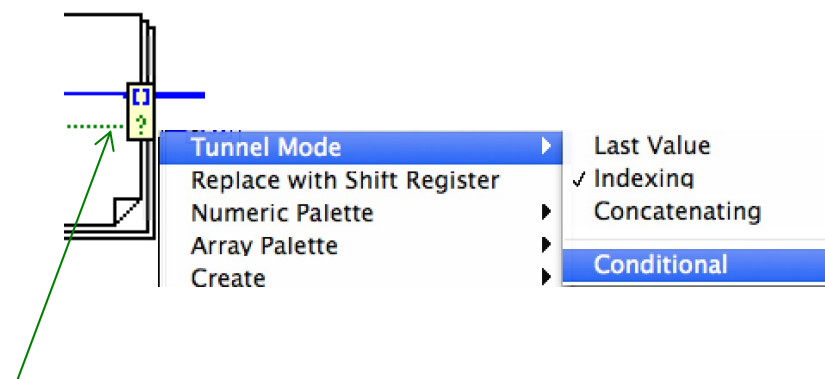 []
?
Tunnel Mode
Replace with Shift Register
Numeric Palette
Array Palette
Create
Last Value
✓ Indexing
Concatenating
Conditional